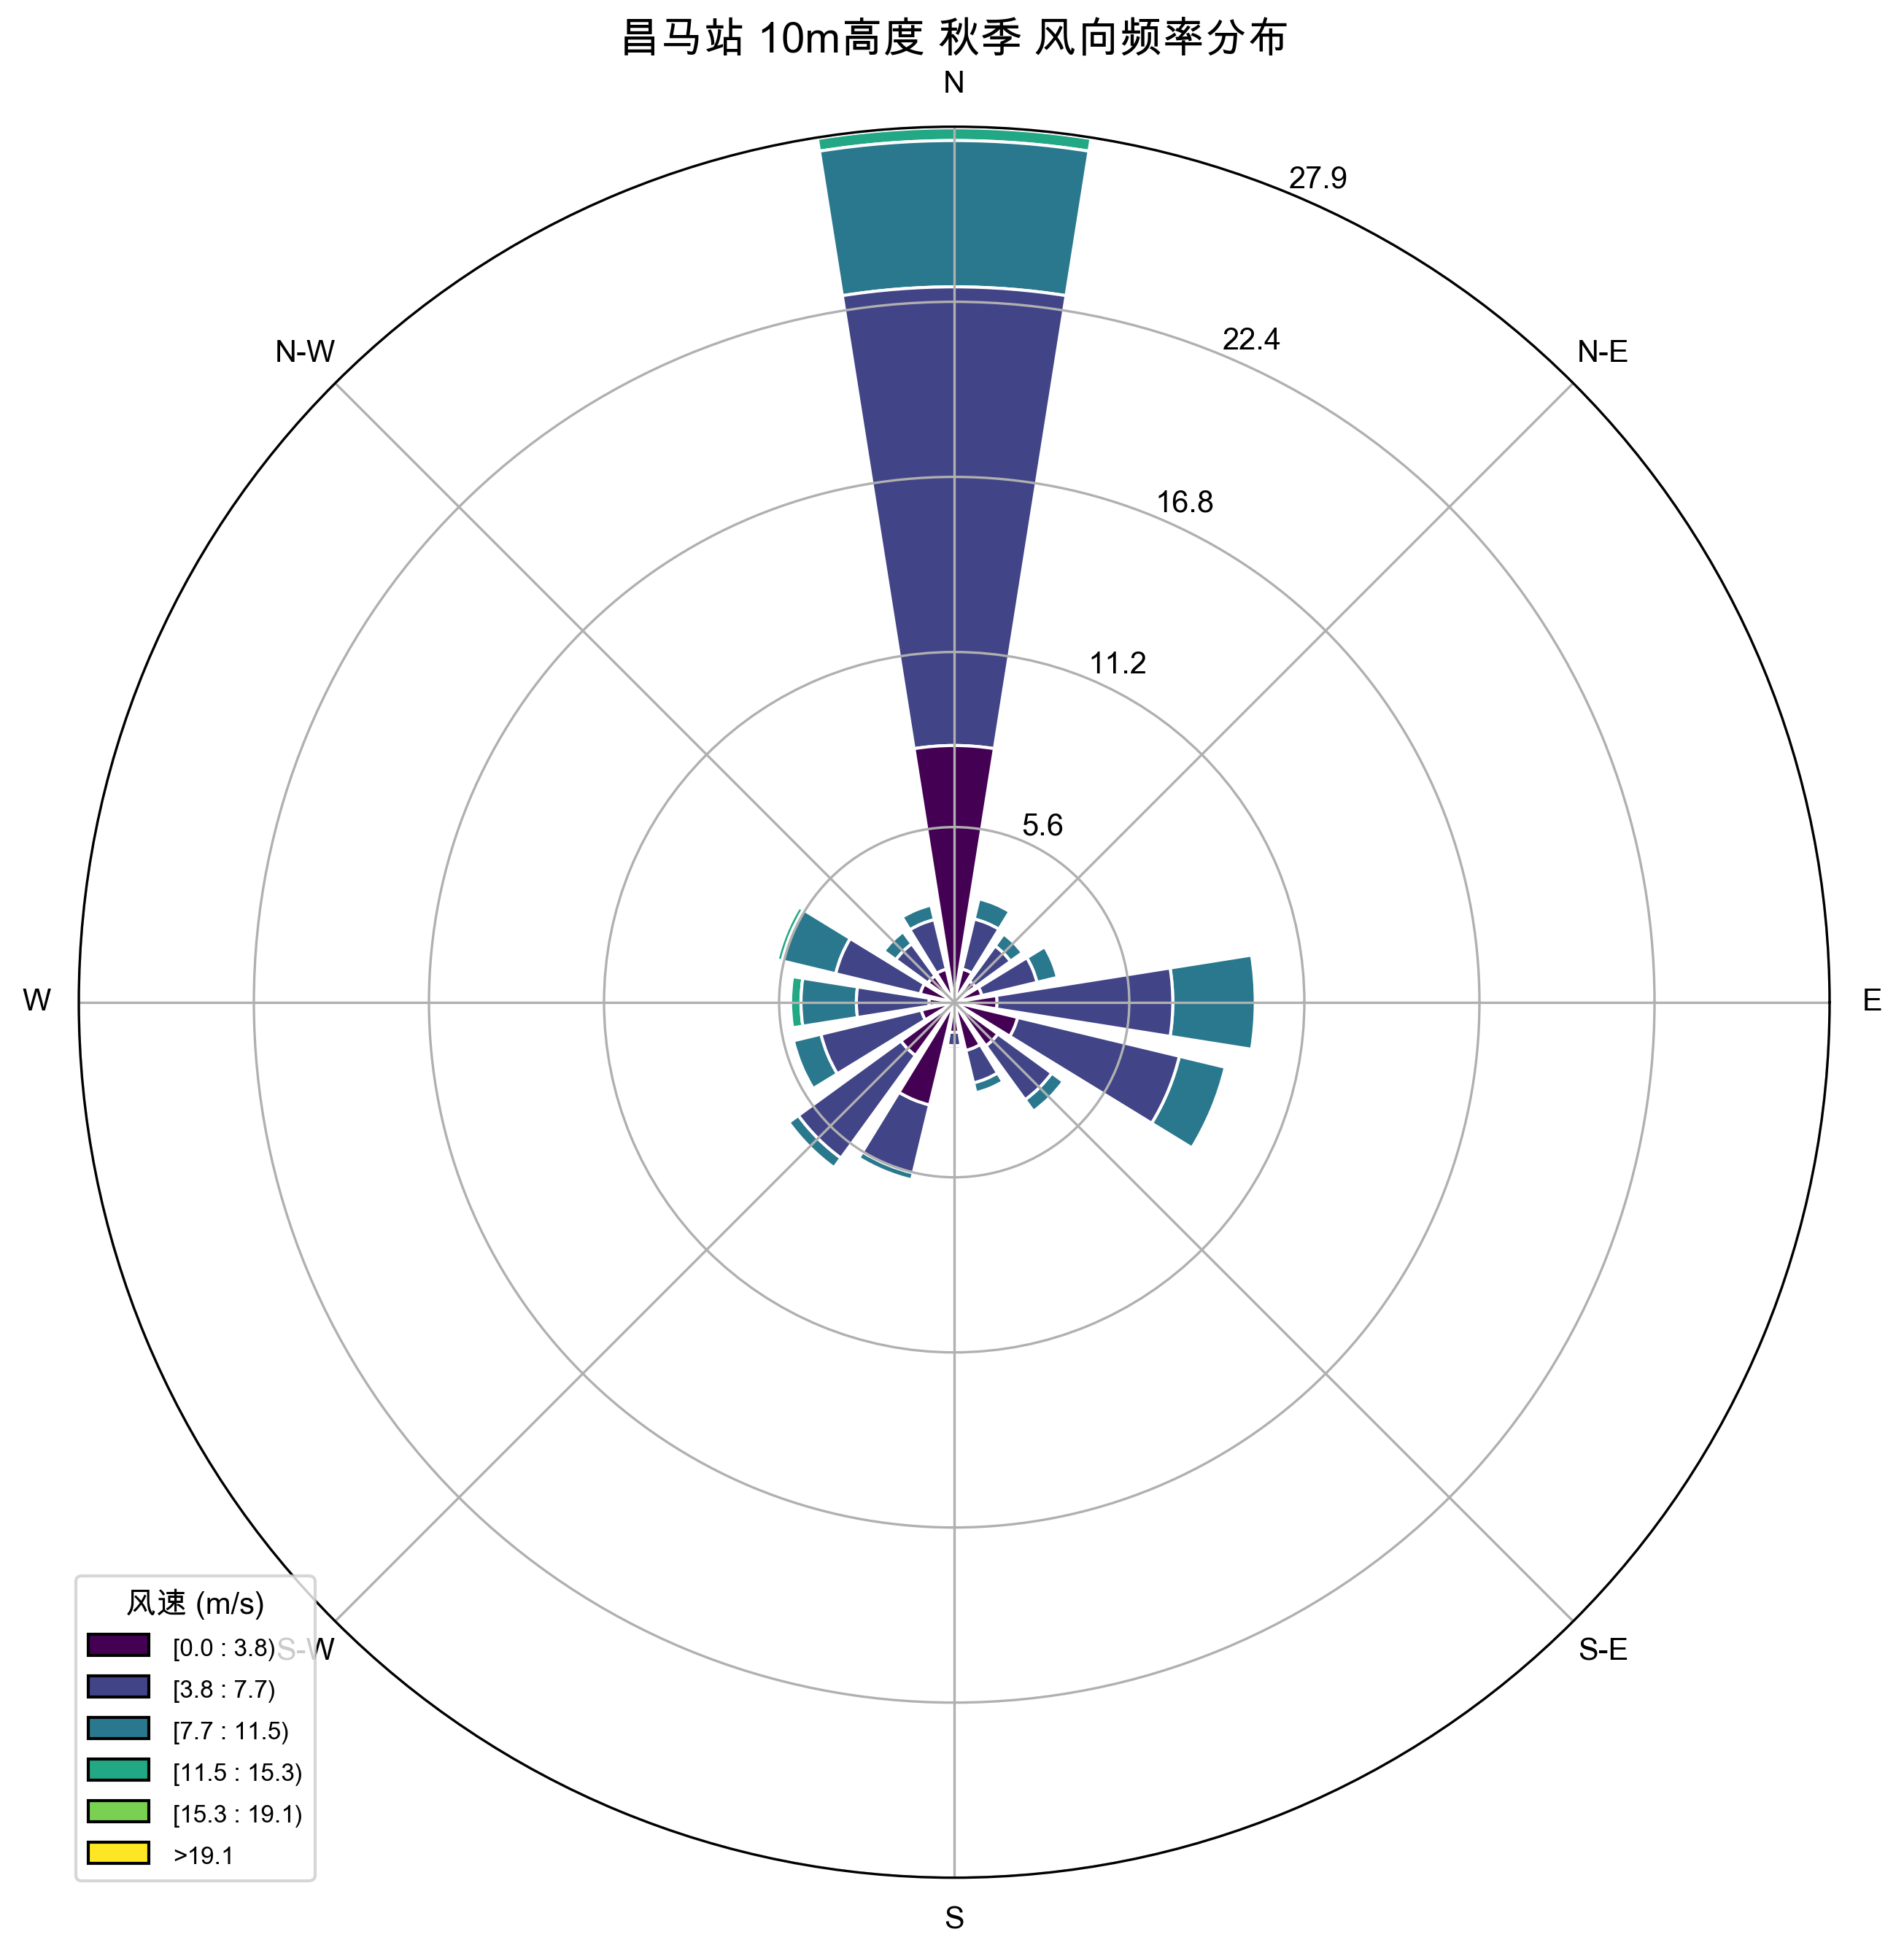 昌马站 10m高度 秋季 风向频率分布
N
27.9
N-W
22.4
N-E
16.8
11.2
5.6
W
E
风速 (m/s)
[0.0 : 3.8)
S-W
S-E
[3.8 : 7.7)
[7.7 : 11.5)
[11.5 : 15.3)
[15.3 : 19.1)
>19.1
S